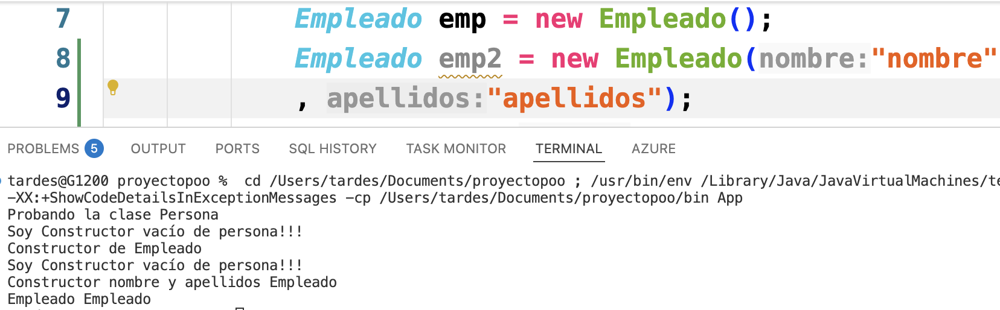 7 Empleado emp = new Empleado();
8 Empleado emp2 = new Empleado(nombre:"nombre"
9 , apellidos:"apellidos");
PROBLEMS 5 OUTPUT PORTS SQL HISTORY TASK MONITOR TERMINAL AZURE
tardes@G1200 proyectopoo %  cd /Users/tardes/Documents/proyectopoo ; /usr/bin/env /Library/Java/JavaVirtualMachines/te
-XX:+ShowCodeDetailsInExceptionMessages -cp /Users/tardes/Documents/proyectopoo/bin App
Probando la clase Persona
Soy Constructor vacío de persona!!!
Constructor de Empleado
Soy Constructor vacío de persona!!!
Constructor nombre y apellidos Empleado
Empleado Empleado